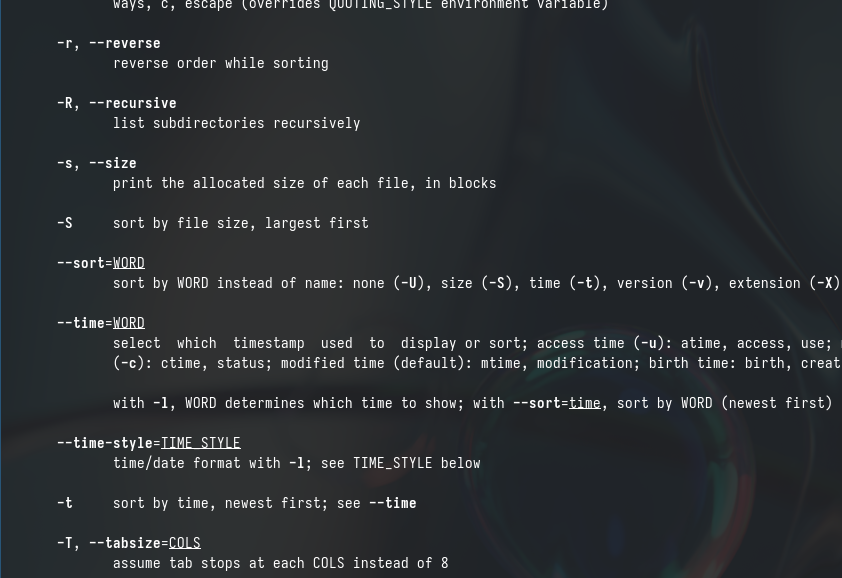 ways, c, escape (overrides QUOTING_STYLE environment variable)
-r, --reverse
reverse order while sorting
-R, --recursive
list subdirectories recursively
-s, --size
print the allocated size of each file, in blocks
-S     sort by file size, largest first
--sort=WORD
sort by WORD instead of name: none (-U), size (-S), time (-t), version (-v), extension (-X)
--time=WORD
select  which  timestamp  used  to  display or sort; access time (-u): atime, access, use;
(-c): ctime, status; modified time (default): mtime, modification; birth time: birth, creat
with -l, WORD determines which time to show; with --sort=time, sort by WORD (newest first)
--time-style=TIME_STYLE
time/date format with -l; see TIME_STYLE below
-t     sort by time, newest first; see --time
-T, --tabsize=COLS
assume tab stops at each COLS instead of 8